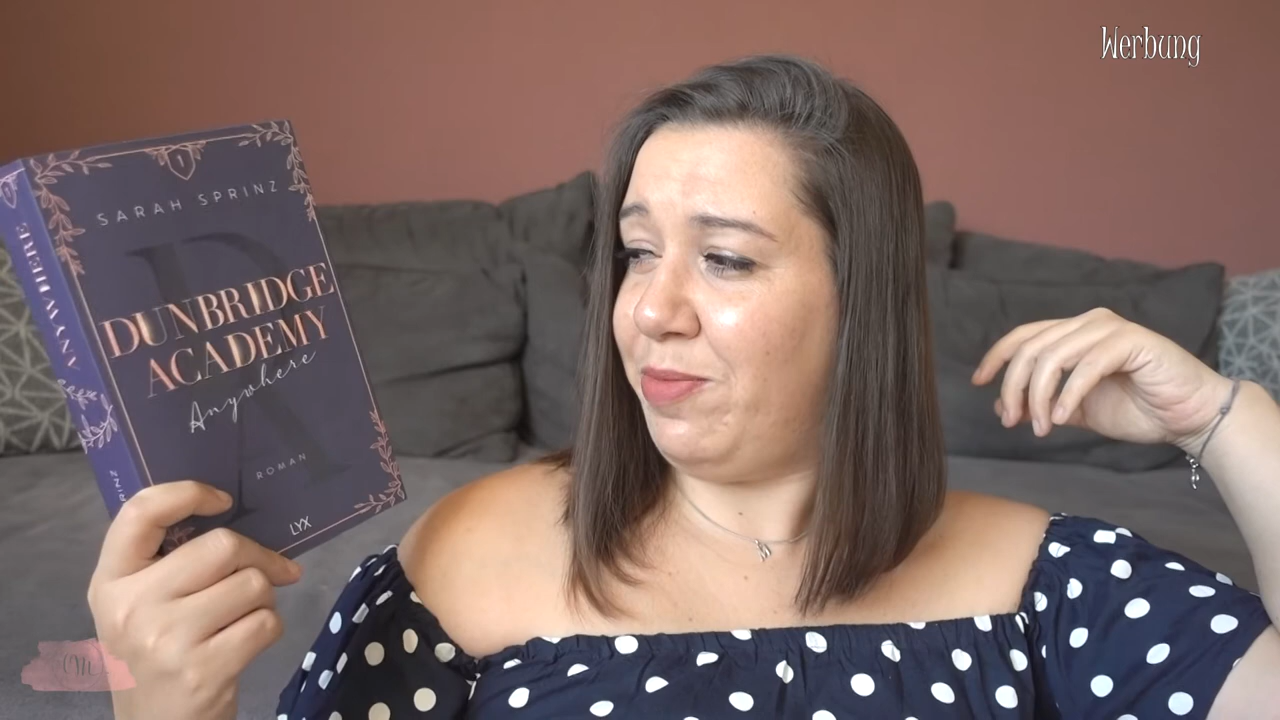 Werbung
1
SARAH SPRINZ
DUNBRIDGE
ACADEMY
Anywhere
ROMAN
LYX
ANYWHERE